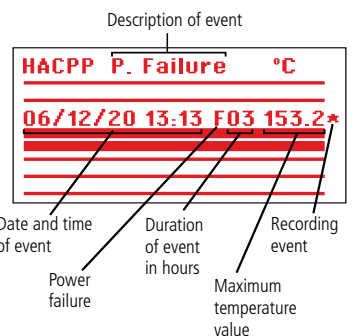 Description of event
HACPP P. Failure °C
06/12/20 13:13 F03 153.2*
Date and time
of event
Power
failure
Duration
of event
in hours
Maximum
temperature
value
Recording
event